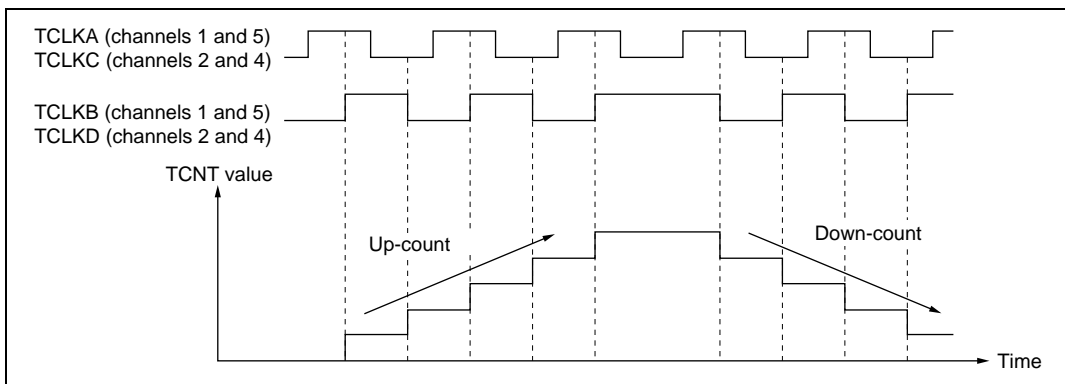 TCLKA (channels 1 and 5)
TCLKC (channels 2 and 4)
TCLKB (channels 1 and 5)
TCLKD (channels 2 and 4)
TCNT value
Up-count
Down-count
Time